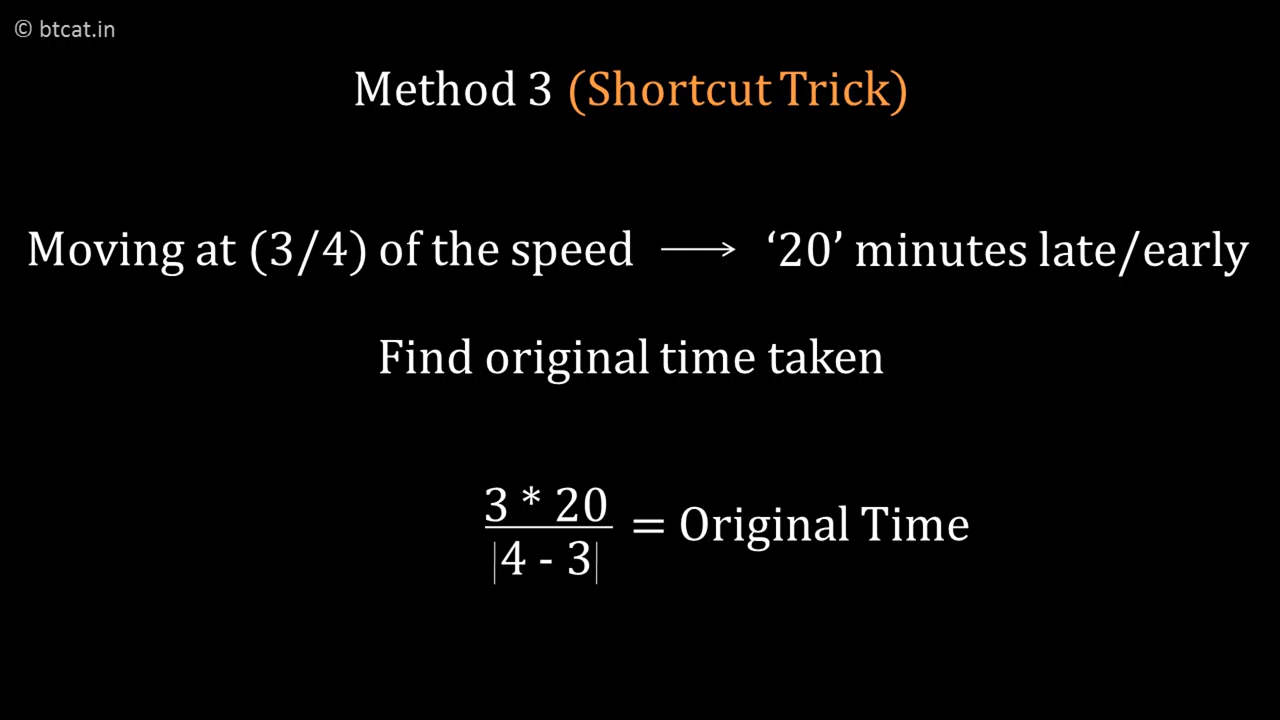 © btcat.in
Method 3 (Shortcut Trick)
Moving at (3/4) of the speed ⟶ ‘20’ minutes late/early
Find original time taken
3 * 20
|4 - 3|
= Original Time